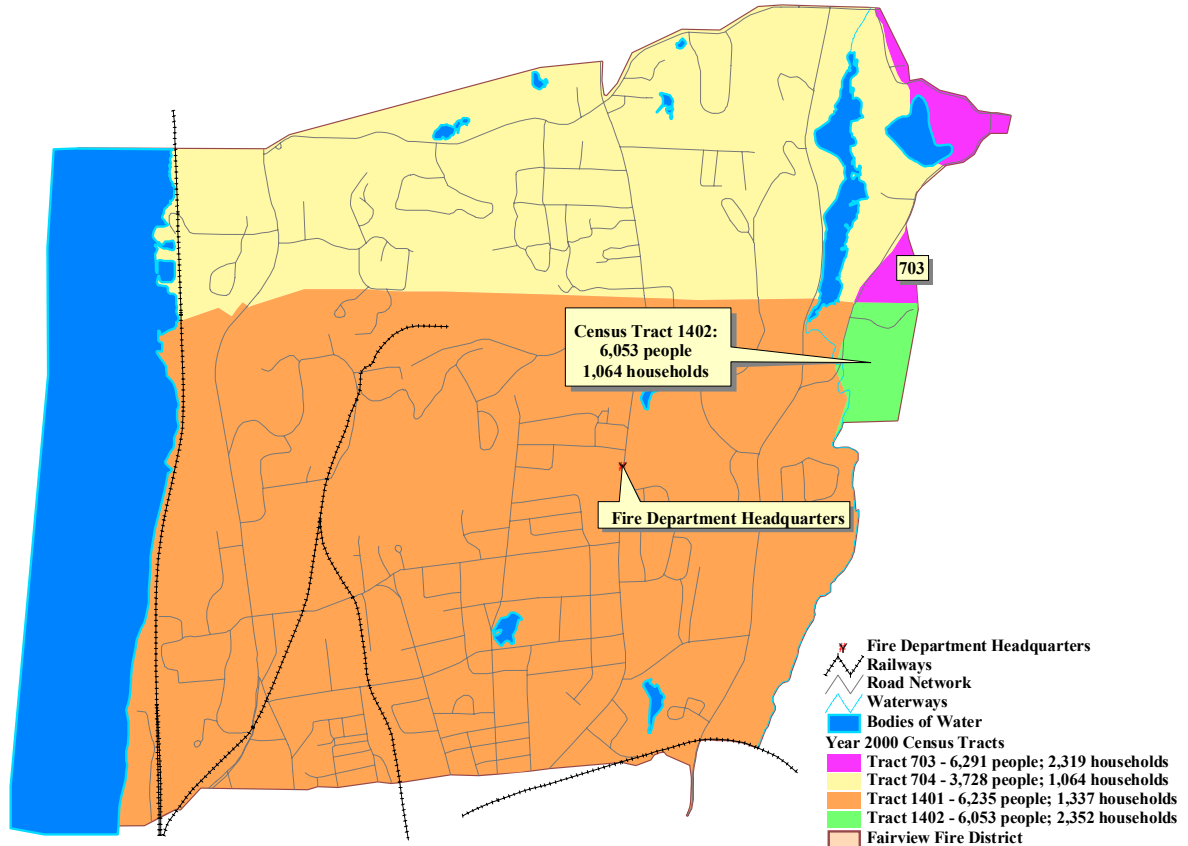 703
Census Tract 1402:
6,053 people
1,064 households
Fire Department Headquarters
Fire Department Headquarters
Railways
Road Network
Waterways
Bodies of Water
Year 2000 Census Tracts
Tract 703 - 6,291 people; 2,319 households
Tract 704 - 3,728 people; 1,064 households
Tract 1401 - 6,235 people; 1,337 households
Tract 1402 - 6,053 people; 2,352 households
Fairview Fire District